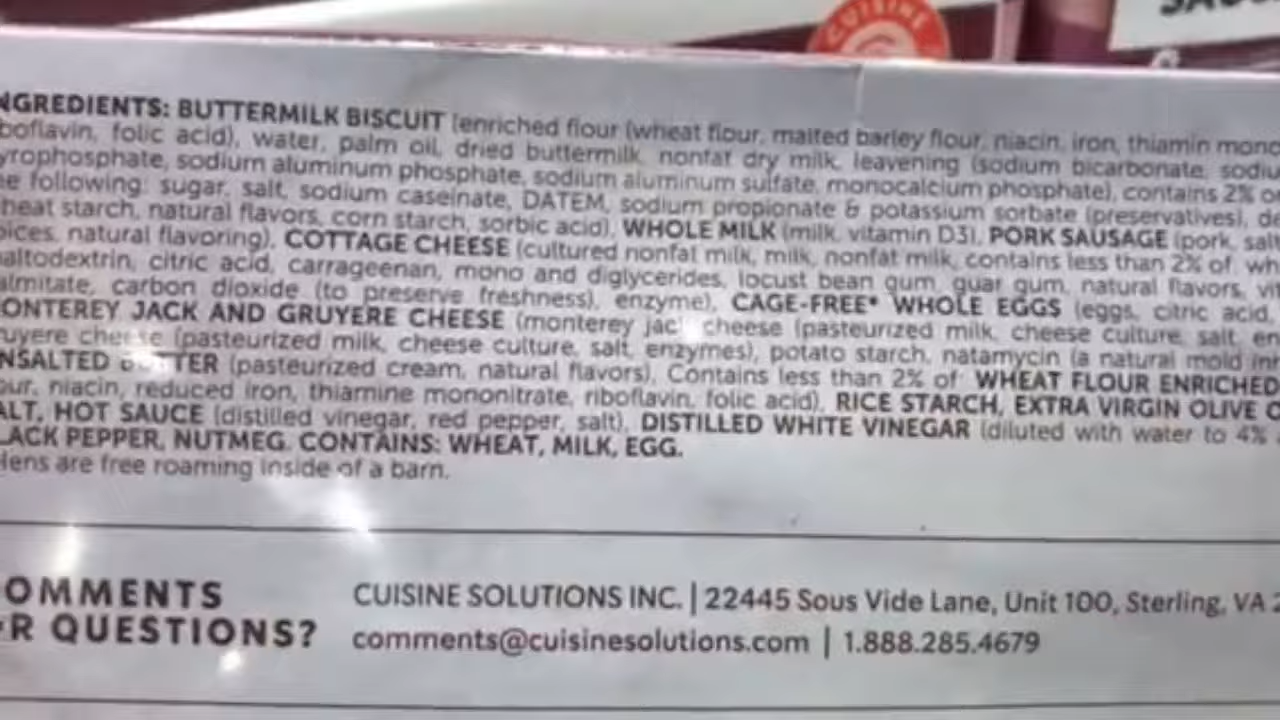 CUISINE
NGREDIENTS: BUTTERMILK BISCUIT (enriched flour (wheat flour, malted barley flour, niacin, iron, thiamin mono
boflavin, folic acid), water, palm oil, dried buttermilk, nonfat dry milk, leavening (sodium bicarbonate, sodiu
yrophosphate, sodium aluminum phosphate, sodium aluminum sulfate, monocalcium phosphate), contains 2% o
e following: sugar, salt, sodium caseinate, DATEM, sodium propionate & potassium sorbate (preservatives), de
heat starch, natural flavors, corn starch, sorbic acid), WHOLE MILK (milk, vitamin D3), PORK SAUSAGE (pork, salt
pices, natural flavoring), COTTAGE CHEESE (cultured nonfat milk, milk, nonfat milk, contains less than 2% of: wh
altodextrin, citric acid, carrageenan, mono and diglycerides, locust bean gum, guar gum, natural flavors, vit
almitate, carbon dioxide (to preserve freshness), enzyme), CAGE-FREE* WHOLE EGGS (eggs, citric acid,
ONTEREY JACK AND GRUYERE CHEESE (monterey jack cheese (pasteurized milk, cheese culture, salt, en
uyere cheese (pasteurized milk, cheese culture, salt, enzymes), potato starch, natamycin (a natural mold inh
NSALTED BUTTER (pasteurized cream, natural flavors), Contains less than 2% of: WHEAT FLOUR ENRICHED
our, niacin, reduced iron, thiamine mononitrate, riboflavin, folic acid), RICE STARCH, EXTRA VIRGIN OLIVE O
ALT, HOT SAUCE (distilled vinegar, red pepper, salt), DISTILLED WHITE VINEGAR (diluted with water to 4%
LACK PEPPER, NUTMEG. CONTAINS: WHEAT, MILK, EGG.
Hens are free roaming inside of a barn.
OMMENTS
R QUESTIONS?
CUISINE SOLUTIONS INC. | 22445 Sous Vide Lane, Unit 100, Sterling, VA 2
comments@cuisinesolutions.com | 1.888.285.4679